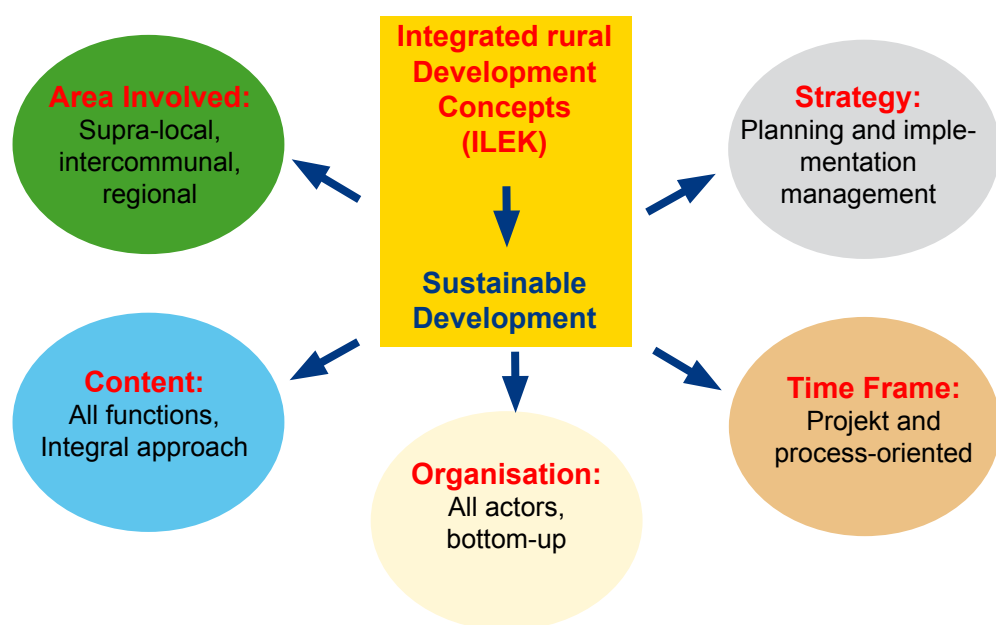 Integrated rural
Development
Concepts
(ILEK)
Sustainable
Development
Area Involved:
Supra-local,
intercommunal,
regional
Strategy:
Planning and imple-
mentation
management
Content:
All functions,
Integral approach
Organisation:
All actors,
bottom-up
Time Frame:
Projekt and
process-oriented